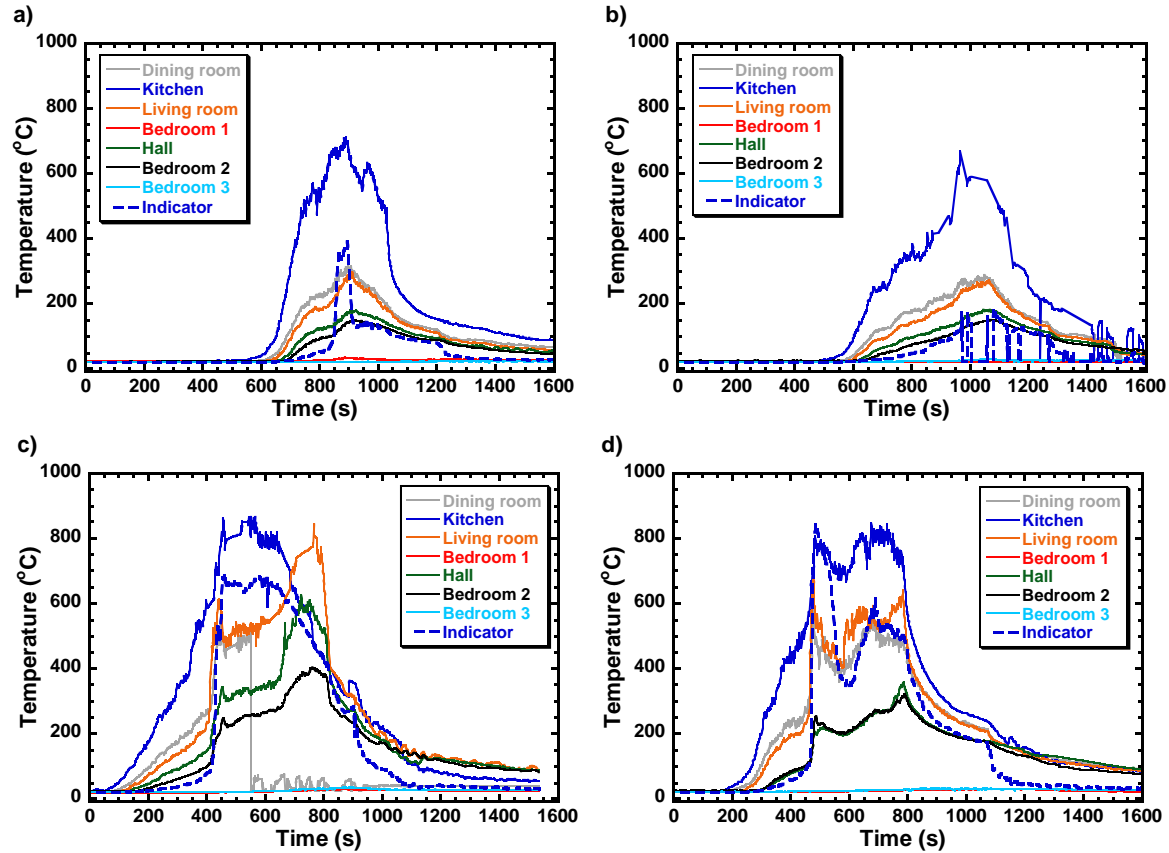 a)
1000
800
600
400
200
0
Temperature (°C)
Dining room
Kitchen
Living room
Bedroom 1
Hall
Bedroom 2
Bedroom 3
Indicator
0 200 400 600 800 1000 1200 1400 1600
Time (s)
b)
1000
800
600
400
200
0
Temperature (°C)
Dining room
Kitchen
Living room
Bedroom 1
Hall
Bedroom 2
Bedroom 3
Indicator
0 200 400 600 800 1000 1200 1400 1600
Time (s)
c)
1000
800
600
400
200
0
Temperature (°C)
Dining room
Kitchen
Living room
Bedroom 1
Hall
Bedroom 2
Bedroom 3
Indicator
0 200 400 600 800 1000 1200 1400 1600
Time (s)
d)
1000
800
600
400
200
0
Temperature (°C)
Dining room
Kitchen
Living room
Bedroom 1
Hall
Bedroom 2
Bedroom 3
Indicator
0 200 400 600 800 1000 1200 1400 1600
Time (s)